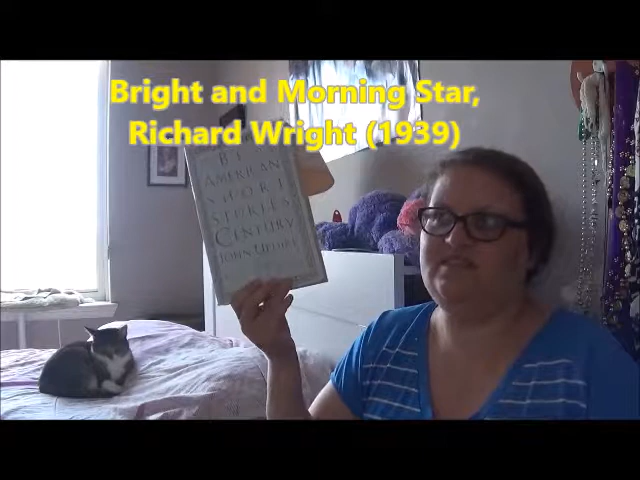 Bright and Morning Star,
Richard Wright (1939)
AMERICAN
SHORT
STORIES
CENTURY
JOHN UPDIKE